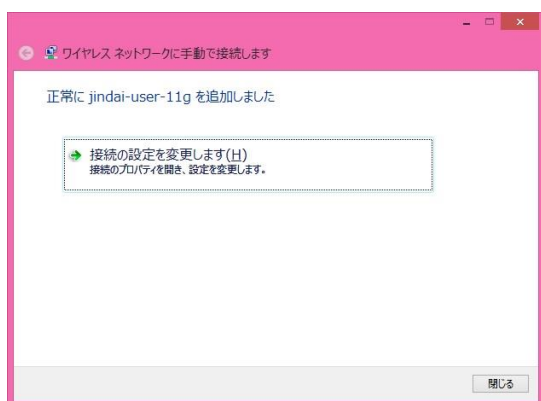 ワイヤレス ネットワークに手動で接続します
正常に jindai-user-11g を追加しました
接続の設定を変更します(H)
接続のプロパティを開き、設定を変更します。
閉じる